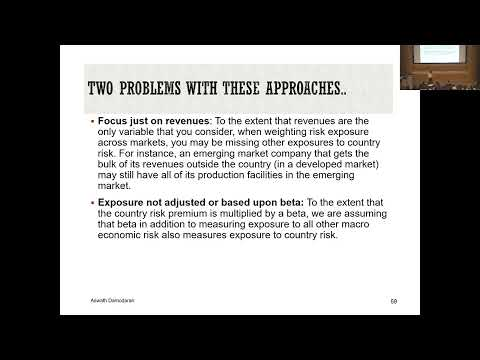 TWO PROBLEMS WITH THESE APPROACHES..
Focus just on revenues: To the extent that revenues are the
only variable that you consider, when weighting risk exposure
across markets, you may be missing other exposures to country
risk. For instance, an emerging market company that gets the
bulk of its revenues outside the country (in a developed market)
may still have all of its production facilities in the emerging
market.
Exposure not adjusted or based upon beta: To the extent that
the country risk premium is multiplied by a beta, we are assuming
that beta in addition to measuring exposure to all other macro
economic risk also measures exposure to country risk.
Aswath Damodaran